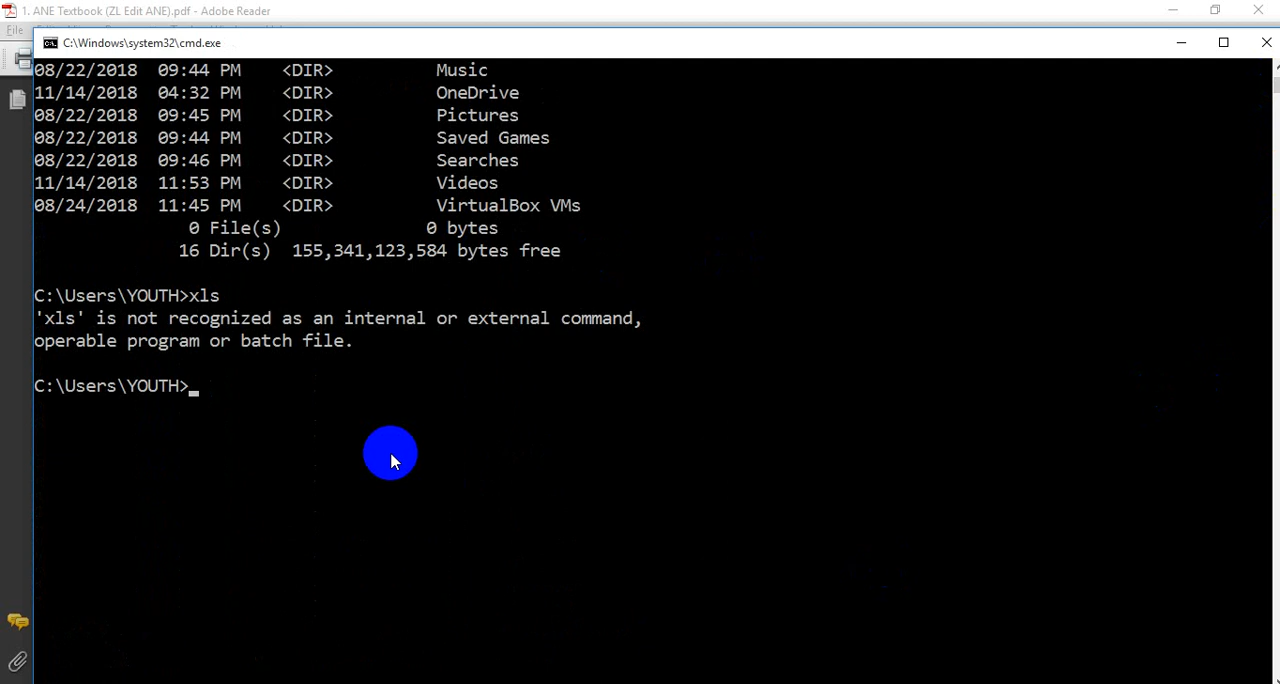 1. ANE Textbook (ZL Edit ANE).pdf - Adobe Reader
File
C:\Windows\system32\cmd.exe
08/22/2018  09:44 PM    <DIR>          Music
11/14/2018  04:32 PM    <DIR>          OneDrive
08/22/2018  09:45 PM    <DIR>          Pictures
08/22/2018  09:44 PM    <DIR>          Saved Games
08/22/2018  09:46 PM    <DIR>          Searches
11/14/2018  11:53 PM    <DIR>          Videos
08/24/2018  11:45 PM    <DIR>          VirtualBox VMs
0 File(s)              0 bytes
16 Dir(s)  155,341,123,584 bytes free
C:\Users\YOUTH>xls
'xls' is not recognized as an internal or external command,
operable program or batch file.
C:\Users\YOUTH>